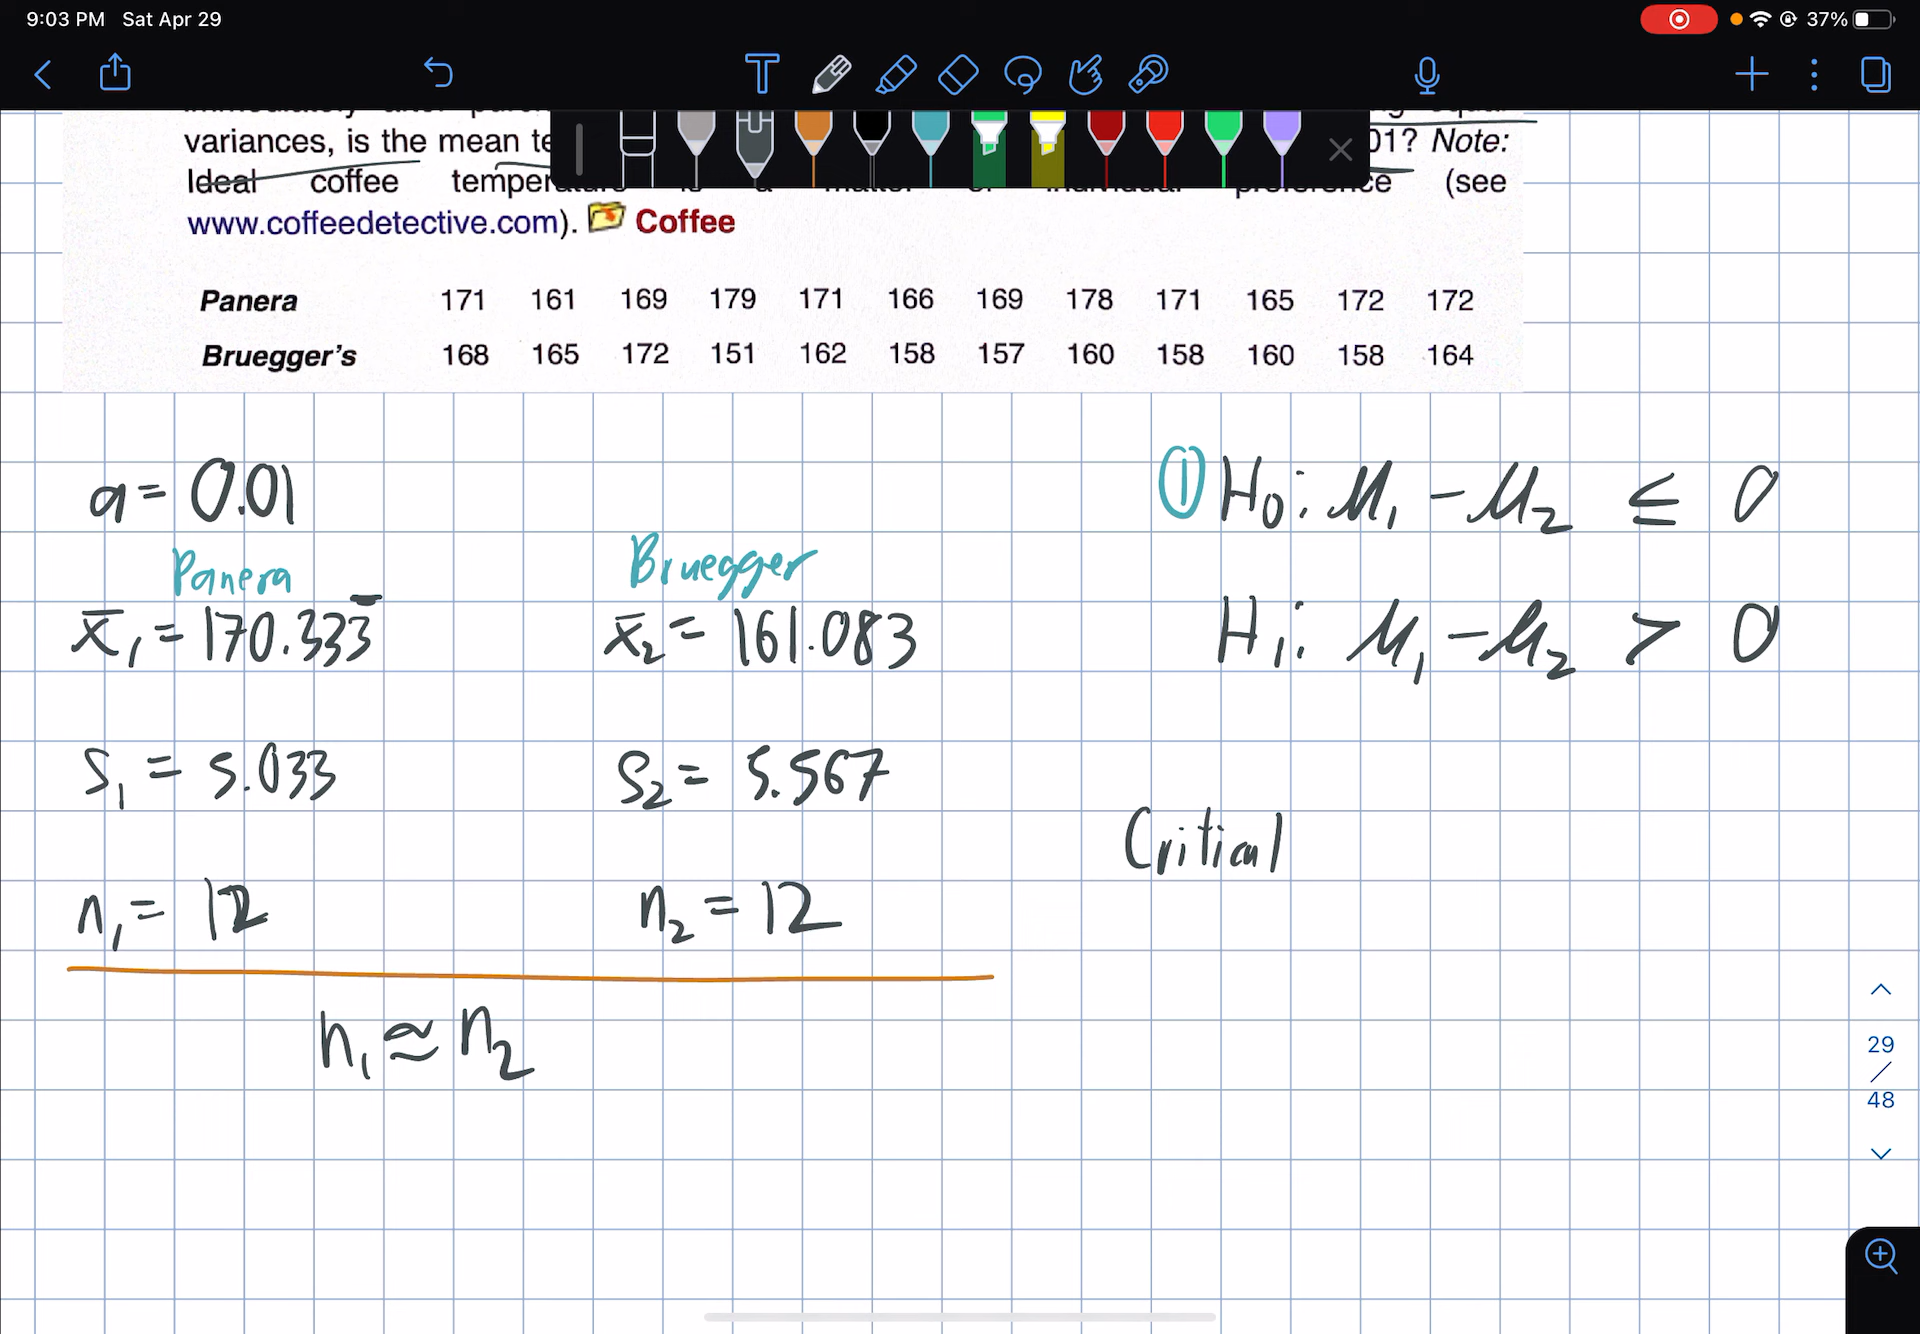 9:03 PM Sat Apr 29
37%
variances, is the mean 01? Note:
Ideal coffee (see
www.coffeedetective.com). Coffee
Panera 171 161 169 179 171 166 169 178 171 165 172 172
Bruegger's 168 165 172 151 162 158 157 160 158 160 158 164
a = 0.01
① H₀: μ₁ - μ₂ ≤ 0
Panera Bruegger
x̄₁ = 170.333̅ x̄₂ = 161.083
H₁: μ₁ - μ₂ > 0
s₁ = 5.033 s₂ = 5.567
Critical
n₁ = 12 n₂ = 12
n₁ ≈ n₂
29
/
48